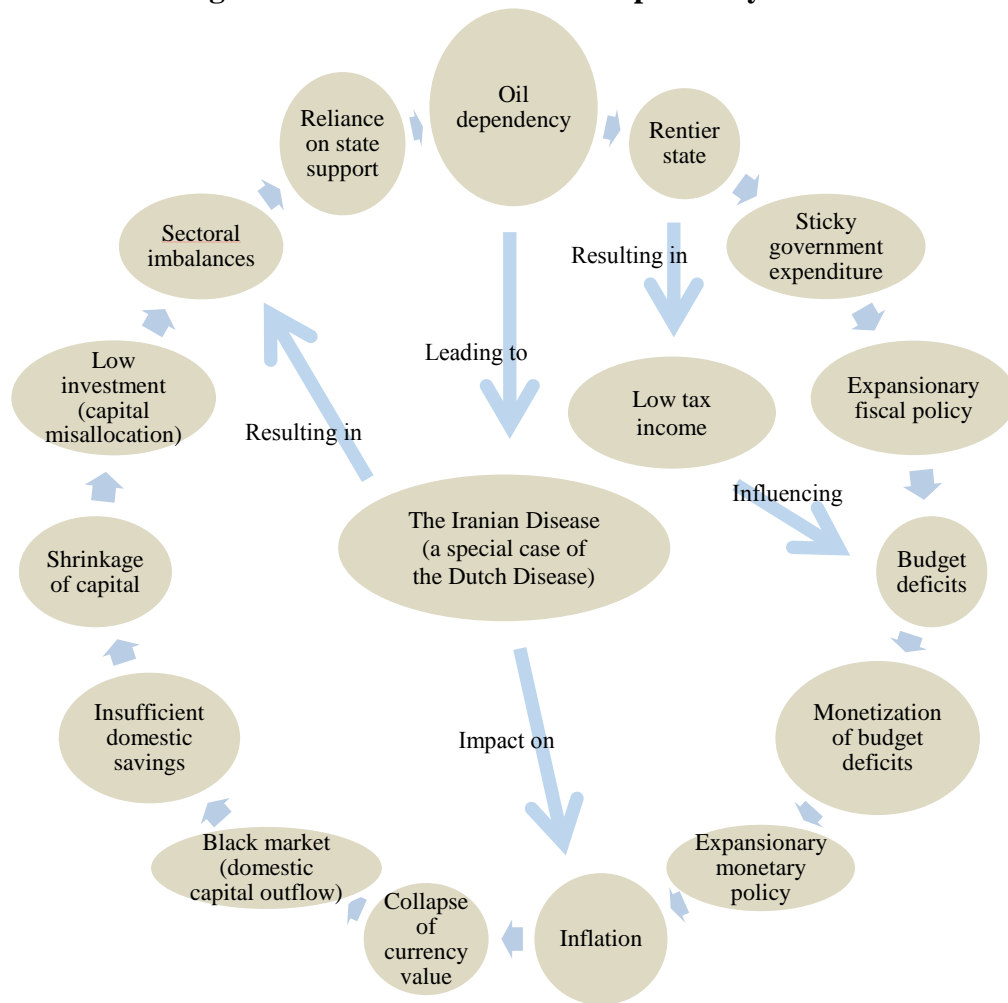 Oil
dependency
Rentier
state
Sticky
government
expenditure
Expansionary
fiscal policy
Budget
deficits
Monetization
of budget
deficits
Expansionary
monetary
policy
Inflation
Collapse
of
currency
value
Black market
(domestic
capital outflow)
Insufficient
domestic
savings
Shrinkage
of capital
Low
investment
(capital
misallocation)
Sectoral
imbalances
Reliance
on state
support
Resulting in
Leading to
Low tax
income
Resulting in
Influencing
The Iranian Disease
(a special case of
the Dutch Disease)
Impact on